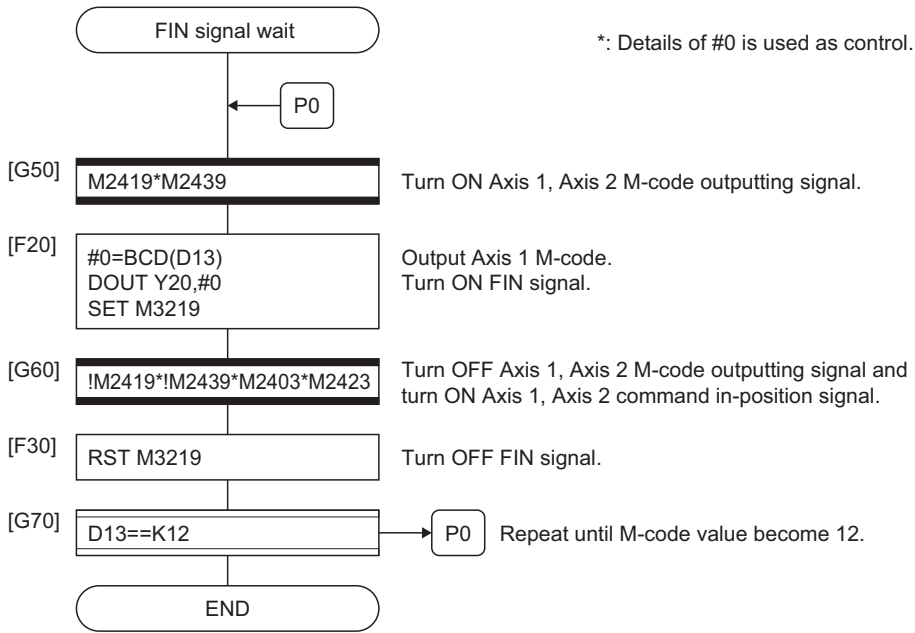 FIN signal wait
*: Details of #0 is used as control.
P0
[G50]
M2419*M2439
Turn ON Axis 1, Axis 2 M-code outputting signal.
[F20]
#0=BCD(D13)
DOUT Y20,#0
SET M3219
Output Axis 1 M-code.
Turn ON FIN signal.
[G60]
!M2419*!M2439*M2403*M2423
Turn OFF Axis 1, Axis 2 M-code outputting signal and
turn ON Axis 1, Axis 2 command in-position signal.
[F30]
RST M3219
Turn OFF FIN signal.
[G70]
D13==K12
P0
Repeat until M-code value become 12.
END